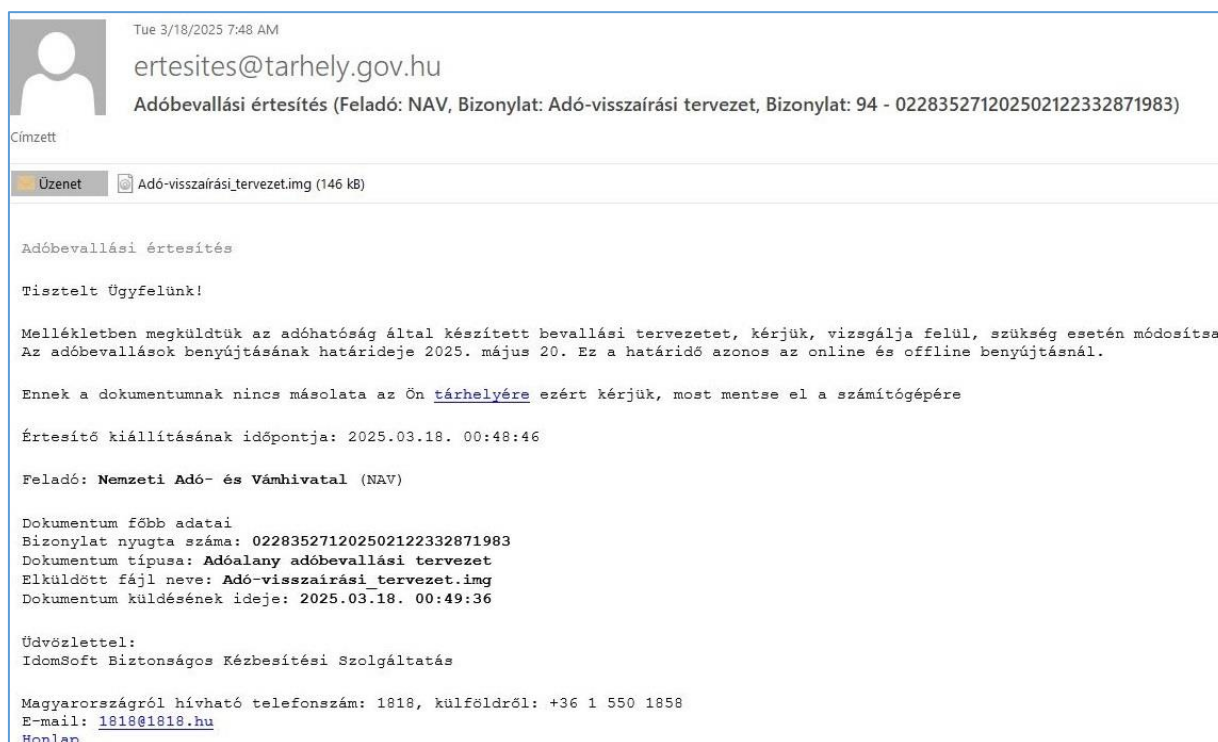 Tue 3/18/2025 7:48 AM
ertesites@tarhely.gov.hu
Adóbevallási értesítés (Feladó: NAV, Bizonylat: Adó-visszaírási tervezet, Bizonylat: 94 - 022835271202502122332871983)
Címzett
Üzenet Adó-visszaírási_tervezet.img (146 kB)
Adóbevallási értesítés
Tisztelt Ügyfelünk!
Mellékletben megküldtük az adóhatóság által készített bevallási tervezetet, kérjük, vizsgálja felül, szükség esetén módosítsa
Az adóbevallások benyújtásának határideje 2025. május 20. Ez a határidő azonos az online és offline benyújtásnál.
Ennek a dokumentumnak nincs másolata az Ön tárhelyére ezért kérjük, most mentse el a számítógépére
Értesítő kiállításának időpontja: 2025.03.18. 00:48:46
Feladó: Nemzeti Adó- és Vámhivatal (NAV)
Dokumentum főbb adatai
Bizonylat nyugta száma: 022835271202502122332871983
Dokumentum típusa: Adóalany adóbevallási tervezet
Elküldött fájl neve: Adó-visszaírási_tervezet.img
Dokumentum küldésének ideje: 2025.03.18. 00:49:36
Üdvözlettel:
IdomSoft Biztonságos Kézbesítési Szolgáltatás
Magyarországról hívható telefonszám: 1818, külföldről: +36 1 550 1858
E-mail: 1818@1818.hu
Honlap